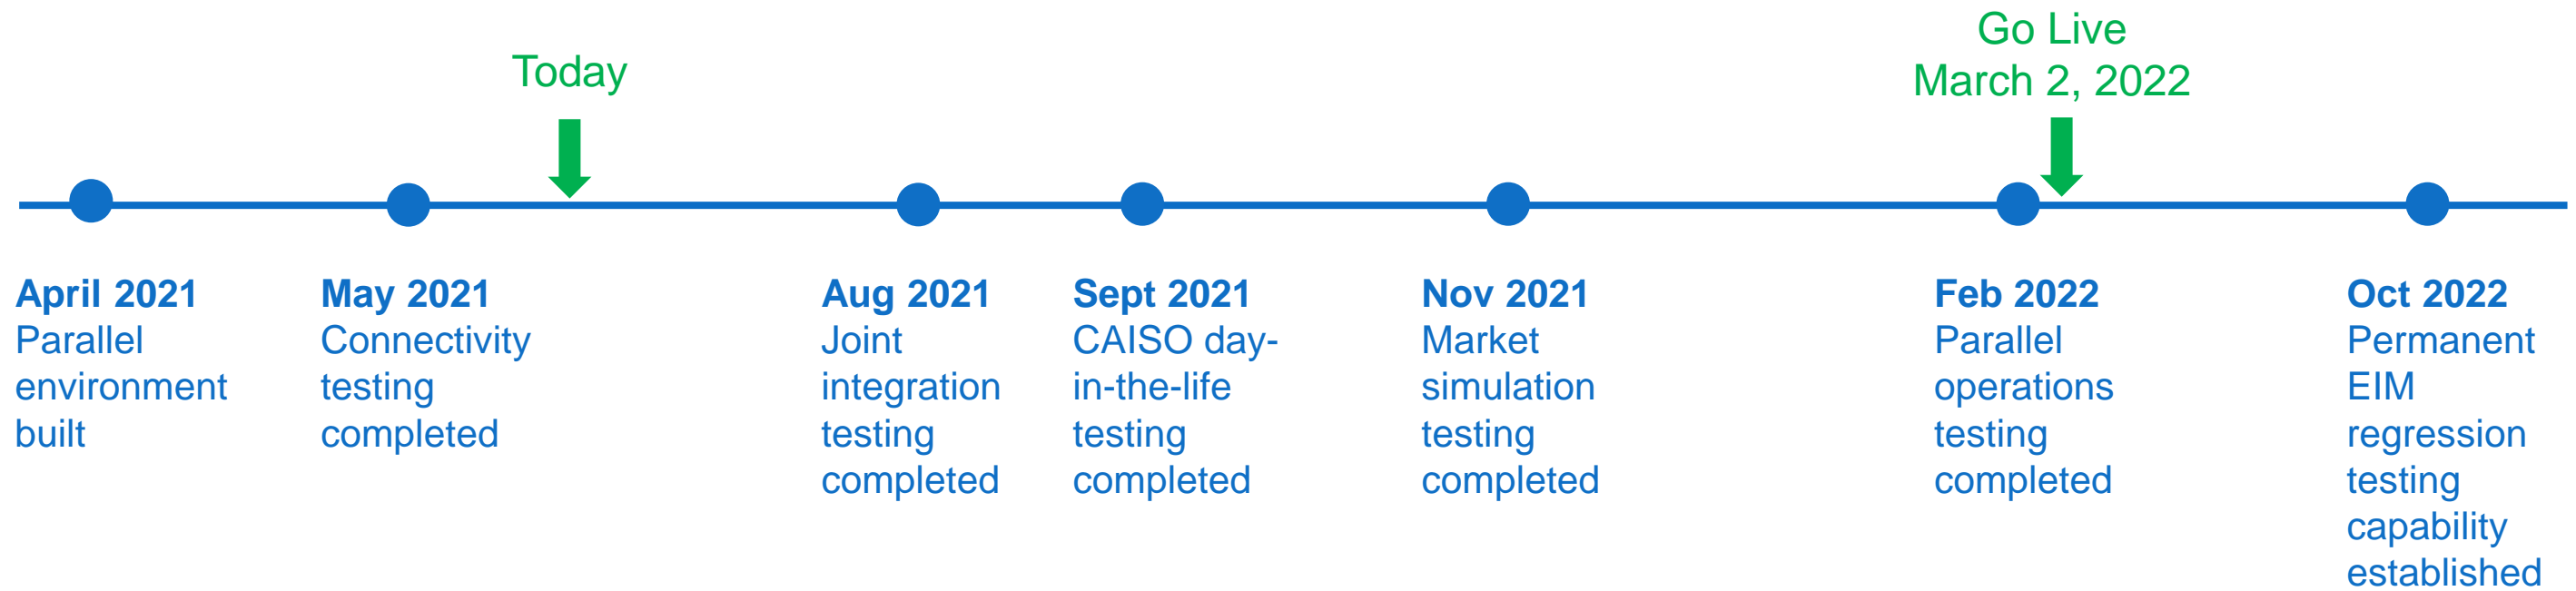 Today
Go Live
March 2, 2022
April 2021
Parallel
environment
built
May 2021
Connectivity
testing
completed
Aug 2021
Joint
integration
testing
completed
Sept 2021
CAISO day-
in-the-life
testing
completed
Nov 2021
Market
simulation
testing
completed
Feb 2022
Parallel
operations
testing
completed
Oct 2022
Permanent
EIM
regression
testing
capability
established